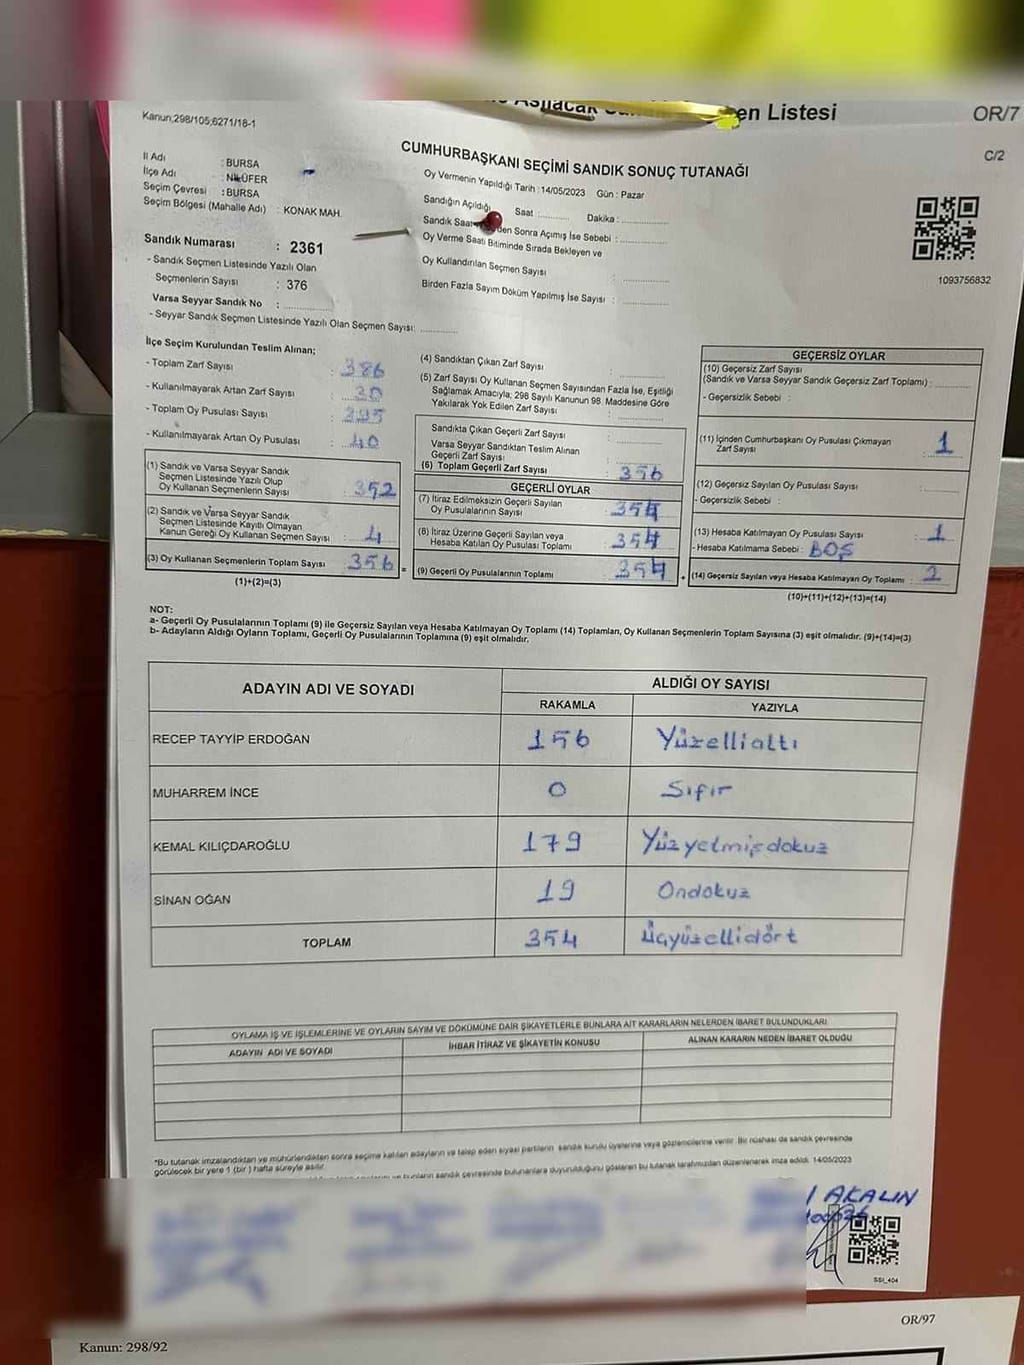 Asılacak
en Listesi
OR/7
Kanun;298/105;6271/18-1
C/2
CUMHURBAŞKANI SEÇİMİ SANDIK SONUÇ TUTANAĞI
İl Adı : BURSA
İlçe Adı : NİLÜFER
Seçim Çevresi : BURSA
Seçim Bölgesi (Mahalle Adı) : KONAK MAH.
Oy Vermenin Yapıldığı Tarih : 14/05/2023 Gün : Pazar
Sandığın Açıldığı Saat ............ Dakika : ............
Sandık Saat den Sonra Açımış İse Sebebi : ............
Oy Verme Saati Bitiminde Sırada Bekleyen ve
Oy Kullandırılan Seçmen Sayısı : ............
Birden Fazla Sayım Döküm Yapılmış İse Sayısı : ............
1093756832
Sandık Numarası : 2361
- Sandık Seçmen Listesinde Yazılı Olan
Seçmenlerin Sayısı : 376
Varsa Seyyar Sandık No : ............
- Seyyar Sandık Seçmen Listesinde Yazılı Olan Seçmen Sayısı: ............
İlçe Seçim Kurulundan Teslim Alınan;
- Toplam Zarf Sayısı : 386
- Kullanılmayarak Artan Zarf Sayısı : 30
- Toplam Oy Pusulası Sayısı : 395
- Kullanılmayarak Artan Oy Pusulası : 40
(1) Sandık ve Varsa Seyyar Sandık
Seçmen Listesinde Yazılı Olup
Oy Kullanan Seçmenlerin Sayısı : 352
(2) Sandık ve Varsa Seyyar Sandık
Seçmen Listesinde Kayıtlı Olmayan
Kanun Gereği Oy Kullanan Seçmen Sayısı : 4
(3) Oy Kullanan Seçmenlerin Toplam Sayısı : 356
(1)+(2)=(3)
(4) Sandıktan Çıkan Zarf Sayısı : ............
(5) Zarf Sayısı Oy Kullanan Seçmen Sayısından Fazla İse, Eşitliği
Sağlamak Amacıyla; 298 Sayılı Kanunun 98. Maddesine Göre
Yakılarak Yok Edilen Zarf Sayısı : ............
Sandıkta Çıkan Geçerli Zarf Sayısı : ............
Varsa Seyyar Sandıktan Teslim Alınan
Geçerli Zarf Sayısı : ............
(6) Toplam Geçerli Zarf Sayısı : 356
GEÇERLİ OYLAR
(7) İtiraz Edilmeksizin Geçerli Sayılan
Oy Pusulalarının Sayısı : 354
(8) İtiraz Üzerine Geçerli Sayılan veya
Hesaba Katılan Oy Pusulası Toplamı : 354
= (9) Geçerli Oy Pusulalarının Toplamı : 354
GEÇERSİZ OYLAR
(10) Geçersiz Zarf Sayısı
(Sandık ve Varsa Seyyar Sandık Geçersiz Zarf Toplamı) : ............
- Geçersizlik Sebebi :
(11) İçinden Cumhurbaşkanı Oy Pusulası Çıkmayan
Zarf Sayısı : 1
(12) Geçersiz Sayılan Oy Pusulası Sayısı : ............
- Geçersizlik Sebebi :
(13) Hesaba Katılmayan Oy Pusulası Sayısı : 1
- Hesaba Katılmama Sebebi : BOŞ
+ (14) Geçersiz Sayılan veya Hesaba Katılmayan Oy Toplamı : 2
(10)+(11)+(12)+(13)=(14)
NOT:
a- Geçerli Oy Pusulalarının Toplamı (9) ile Geçersiz Sayılan veya Hesaba Katılmayan Oy Toplamı (14) Toplamları, Oy Kullanan Seçmenlerin Toplam Sayısına (3) eşit olmalıdır. (9)+(14)=(3)
b- Adayların Aldığı Oyların Toplamı, Geçerli Oy Pusulalarının Toplamına (9) eşit olmalıdır.
ADAYIN ADI VE SOYADI
ALDIĞI OY SAYISI
RAKAMLA YAZIYLA
RECEP TAYYİP ERDOĞAN 156 Yüzellialtı
MUHARREM İNCE 0 Sıfır
KEMAL KILIÇDAROĞLU 179 Yüzyetmişdokuz
SİNAN OĞAN 19 Ondokuz
TOPLAM 354 Üçyüzellidört
OYLAMA İŞ VE İŞLEMLERİNE VE OYLARIN SAYIM VE DÖKÜMÜNE DAİR ŞİKAYETLERLE BUNLARA AİT KARARLARIN NELERDEN İBARET BULUNDUKLARI
ADAYIN ADI VE SOYADI İHBAR İTİRAZ VE ŞİKAYETİN KONUSU ALINAN KARARIN NEDEN İBARET OLDUĞU
*Bu tutanak imzalandıktan ve mühürlendikten sonra seçime katılan adayların ve talep eden siyasi partilerin sandık kurulu üyelerine veya gözlemcilerine verilir. Bir nüshası da sandık çevresinde
görülecek bir yere 1 (bir) hafta süreyle asılır.
bunların sandık çevresinde bulunanlara duyurulduğunu gösteren bu tutanak tarafımızdan düzenlenerek imza edildi. 14/05/2023
AKALIN
SSI_404
OR/97
Kanun: 298/92